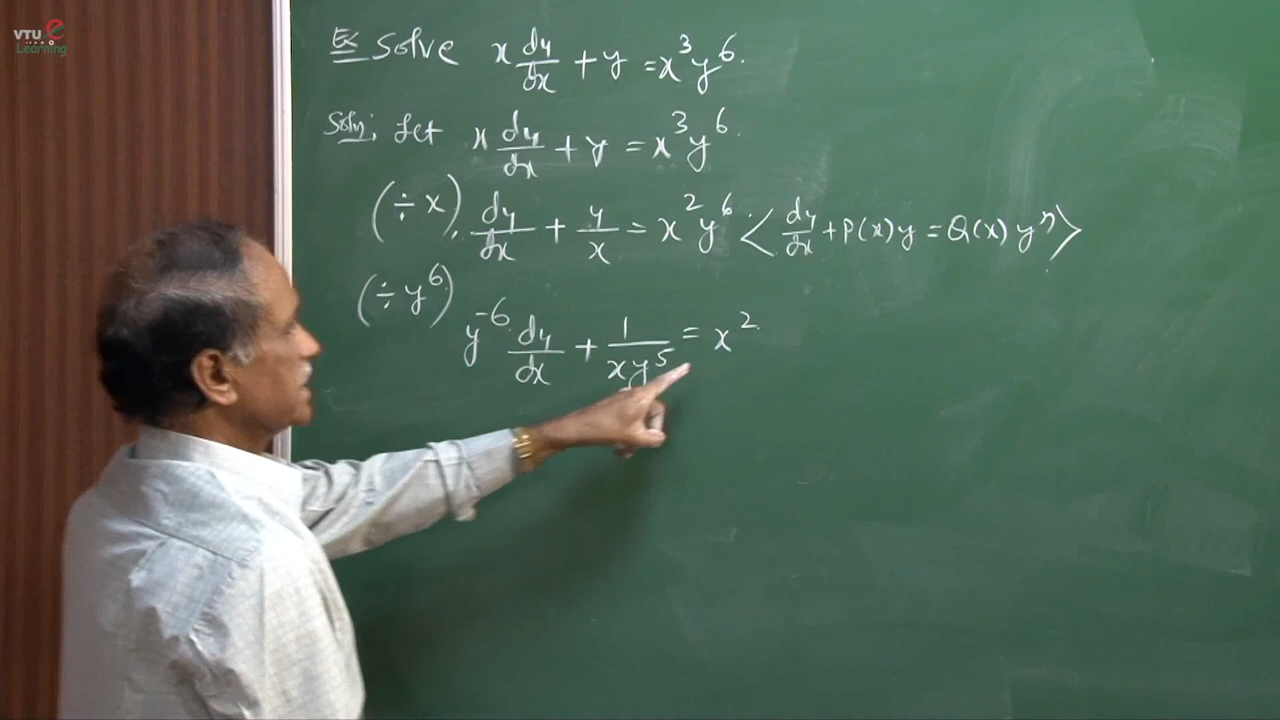 VTU e
Learning
Ex Solve x dy/dx + y = x³y⁶.
Soln: Let x dy/dx + y = x³y⁶.
(÷ x), dy/dx + y/x = x²y⁶ <dy/dx + P(x)y = Q(x)yⁿ>
(÷ y⁶) y⁻⁶ dy/dx + 1/xy⁵ = x².